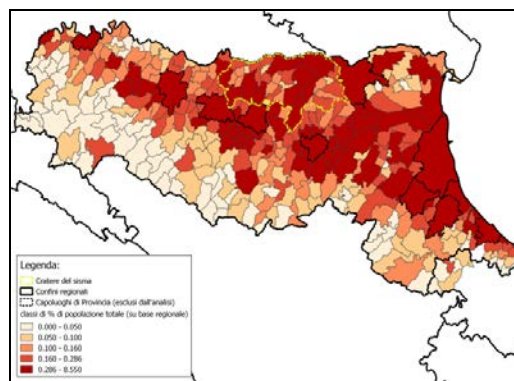 Legenda:
Cratere del sisma
Confini regionali
Capoluoghi di Provincia (esclusi dall'analisi)
classi di % di popolazione totale (su base regionale)
0.000 - 0.050
0.050 - 0.100
0.100 - 0.160
0.160 - 0.286
0.286 - 8.550